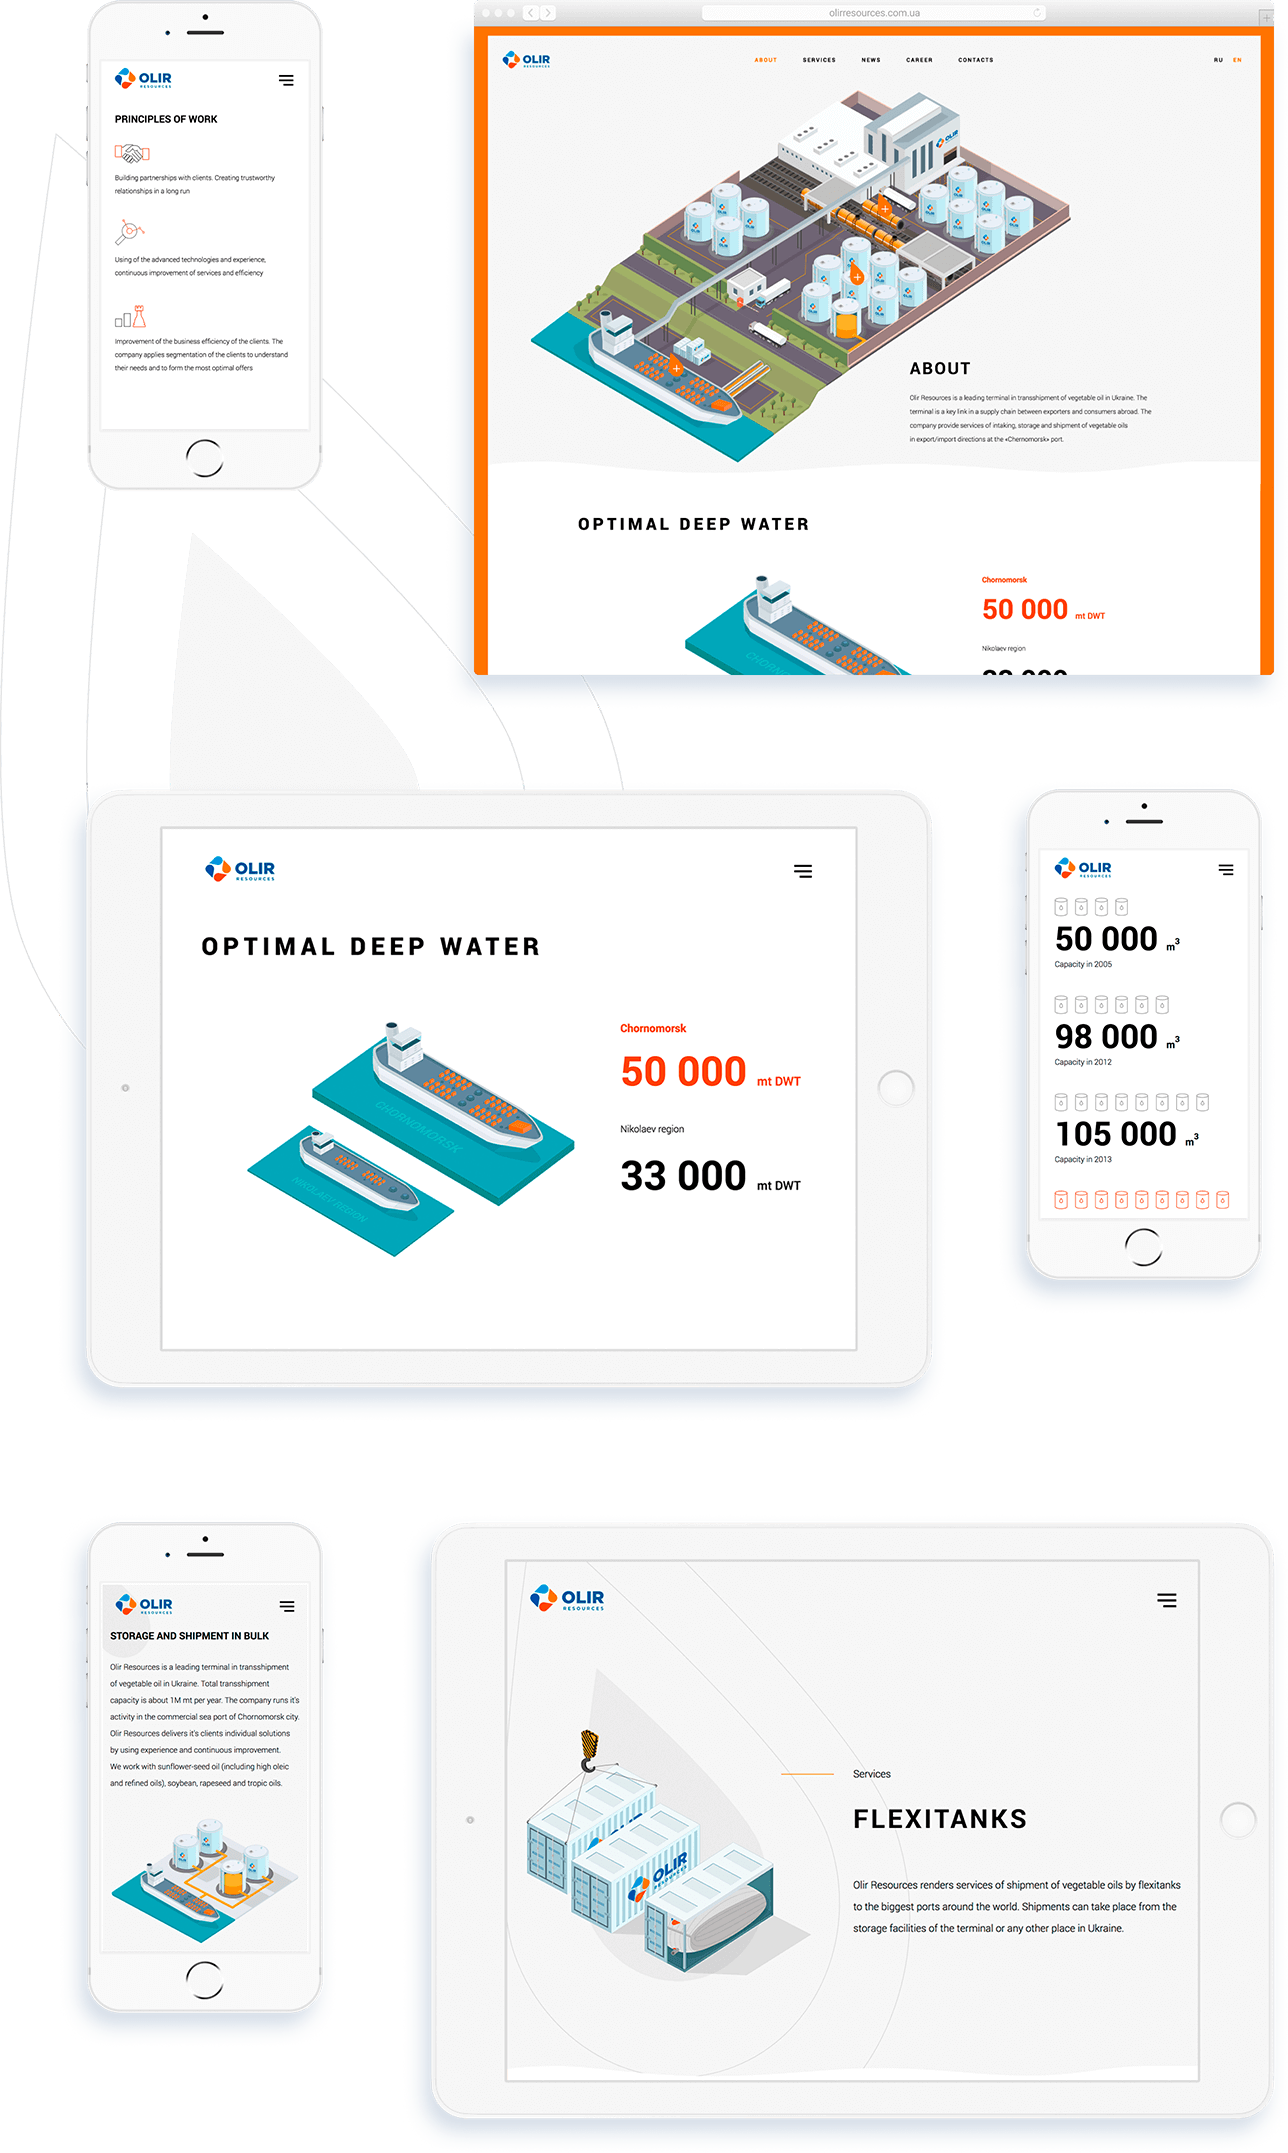 OLIR
RESOURCES
PRINCIPLES OF WORK
Building partnerships with clients. Creating trustworthy
relationships in a long run
Using of the advanced technologies and experience,
continuous improvement of services and efficiency
Improvement of the business efficiency of the clients. The
company applies segmentation of the clients to understand
their needs and to form the most optimal offers
olirresources.com.ua
OLIR
RESOURCES
ABOUT SERVICES NEWS CAREER CONTACTS RU EN
OLIR
ABOUT
Olir Resources is a leading terminal in transshipment of vegetable oil in Ukraine. The
terminal is a key link in a supply chain between exporters and consumers abroad. The
company provide services of intaking, storage and shipment of vegetable oils
in export/import directions at the «Chernomorsk» port.
OPTIMAL DEEP WATER
Chornomorsk
50 000 mt DWT
Nikolaev region
OLIR
RESOURCES
OPTIMAL DEEP WATER
CHORNOMORSK
NIKOLAEV REGION
Chornomorsk
50 000 mt DWT
Nikolaev region
33 000 mt DWT
OLIR
RESOURCES
50 000 m³
Capacity in 2005
98 000 m³
Capacity in 2012
105 000 m³
Capacity in 2013
OLIR
RESOURCES
STORAGE AND SHIPMENT IN BULK
Olir Resources is a leading terminal in transshipment
of vegetable oil in Ukraine. Total transshipment
capacity is about 1M mt per year. The company runs it's
activity in the commercial sea port of Chornomorsk city.
Olir Resources delivers it's clients individual solutions
by using experience and continuous improvement.
We work with sunflower-seed oil (including high oleic
and refined oils), soybean, rapeseed and tropic oils.
OLIR
RESOURCES
OLIR
RESOURCES
Services
FLEXITANKS
Olir Resources renders services of shipment of vegetable oils by flexitanks
to the biggest ports around the world. Shipments can take place from the
storage facilities of the terminal or any other place in Ukraine.